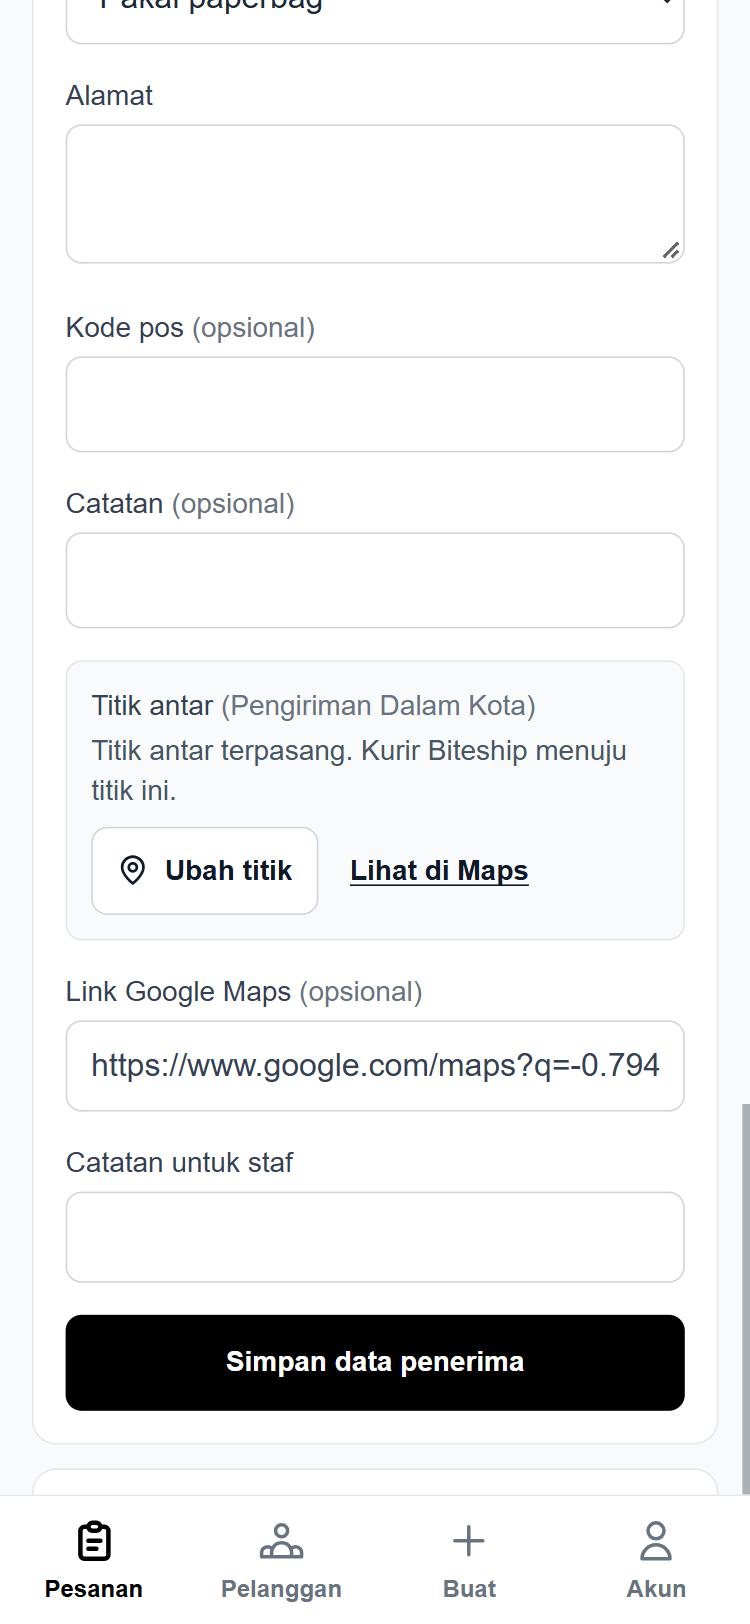 Pakai paperbag
Alamat
Kode pos (opsional)
Catatan (opsional)
Titik antar (Pengiriman Dalam Kota)
Titik antar terpasang. Kurir Biteship menuju
titik ini.
Ubah titik Lihat di Maps
Link Google Maps (opsional)
https://www.google.com/maps?q=-0.794
Catatan untuk staf
Simpan data penerima
Pesanan Pelanggan Buat Akun